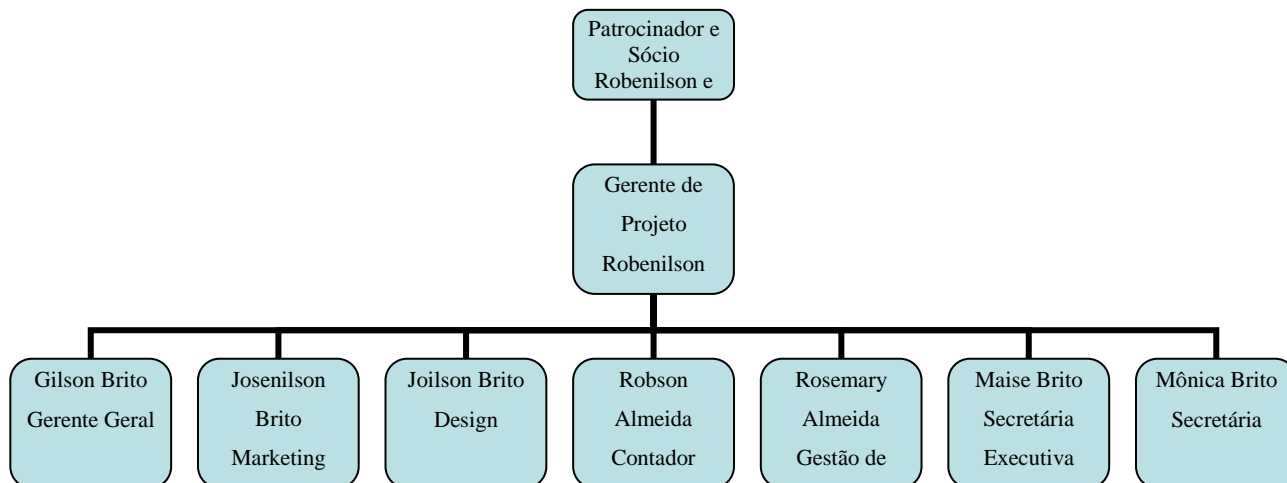 Patrocinador e
Sócio
Robenilson e
Gerente de
Projeto
Robenilson
Gilson Brito
Gerente Geral
Josenilson
Brito
Marketing
Joilson Brito
Design
Robson
Almeida
Contador
Rosemary
Almeida
Gestão de
Maise Brito
Secretária
Executiva
Mônica Brito
Secretária